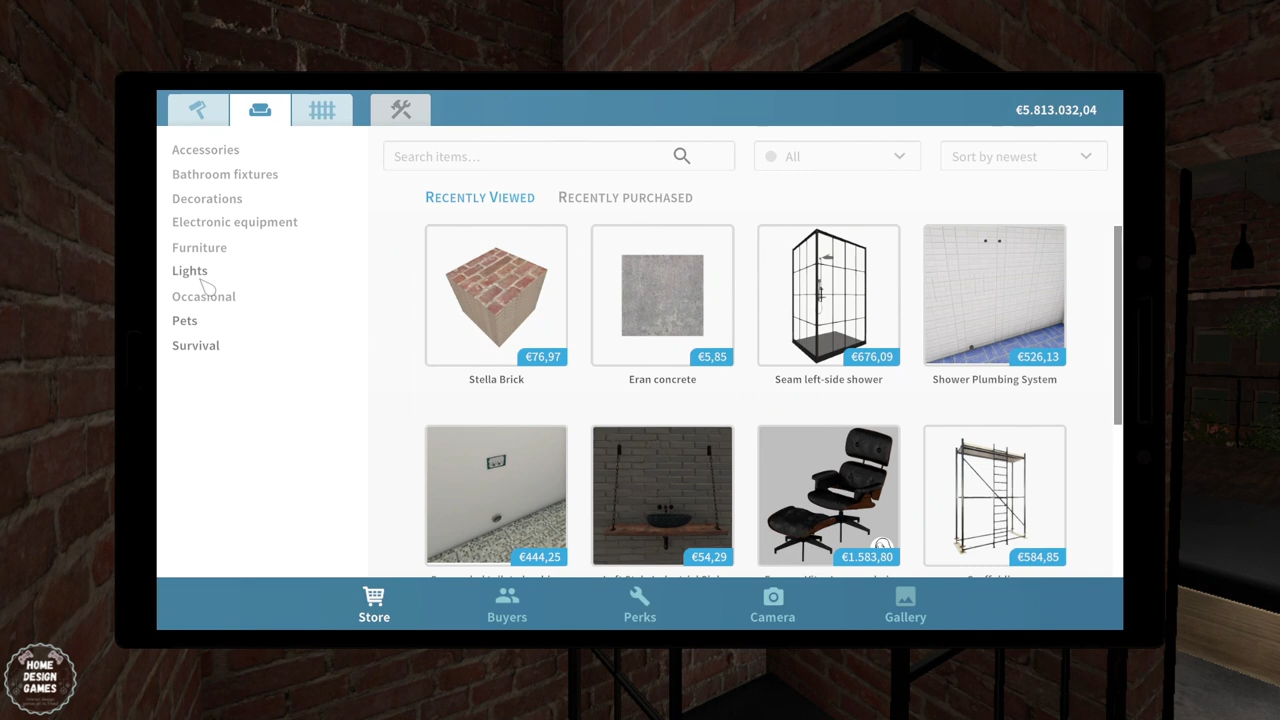 €5.813.032,04
Accessories
Bathroom fixtures
Decorations
Electronic equipment
Furniture
Lights
Occasional
Pets
Survival
Search items...
All
Sort by newest
Recently Viewed
Recently purchased
€76,97
€5,85
€676,09
€526,13
Stella Brick
Eran concrete
Seam left-side shower
Shower Plumbing System
€444,25
€54,29
€1.583,80
€584,85
Store
Buyers
Perks
Camera
Gallery
HOME
DESIGN
GAMES